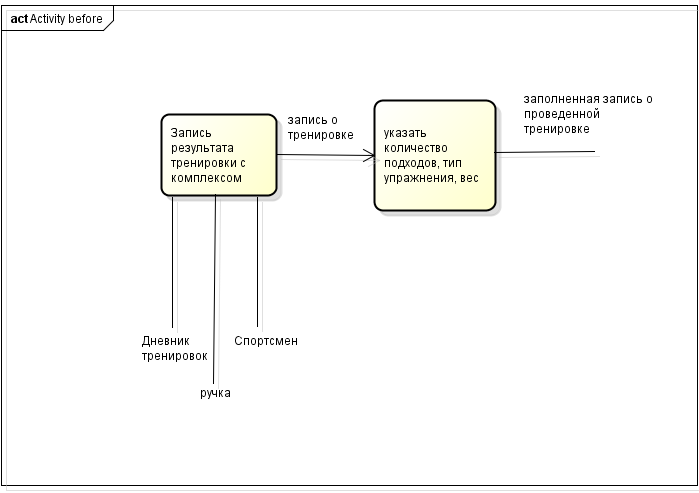 act Activity before
Запись
результата
тренировки с
комплексом
запись о
тренировке
указать
количество
подходов, тип
упражнения, вес
заполненная запись о
проведенной
тренировке
Дневник
тренировок
Спортсмен
ручка